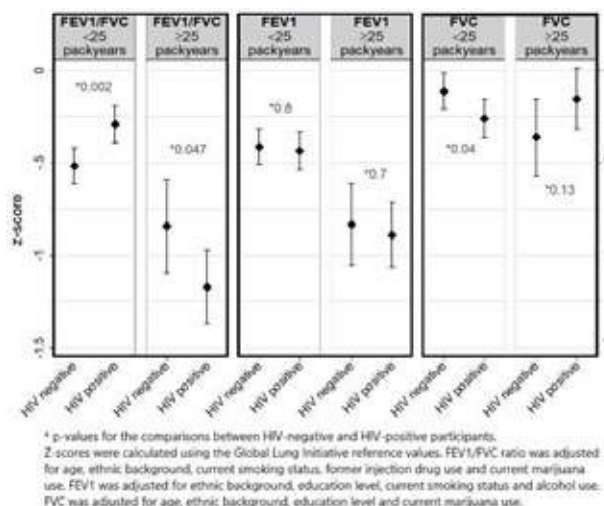 FEV1/FVC FEV1/FVC FEV1 FEV1 FVC FVC
<25 ≥25 <25 ≥25 <25 ≥25
packyears packyears packyears packyears packyears packyears
0
*0.002
*0.8
*0.04
-.5
*0.047
*0.7
*0.13
z-score
-1
-1.5
HIV negative HIV positive HIV negative HIV positive HIV negative HIV positive HIV negative HIV positive HIV negative HIV positive HIV negative HIV positive
* p-values for the comparisons between HIV-negative and HIV-positive participants.
Z-scores were calculated using the Global Lung Initiative reference values. FEV1/FVC ratio was adjusted
for age, ethnic background, current smoking status, former injection drug use and current marijuana
use. FEV1 was adjusted for ethnic background, education level, current smoking status and alcohol use.
FVC was adjusted for age, ethnic background, education level and current marijuana use.